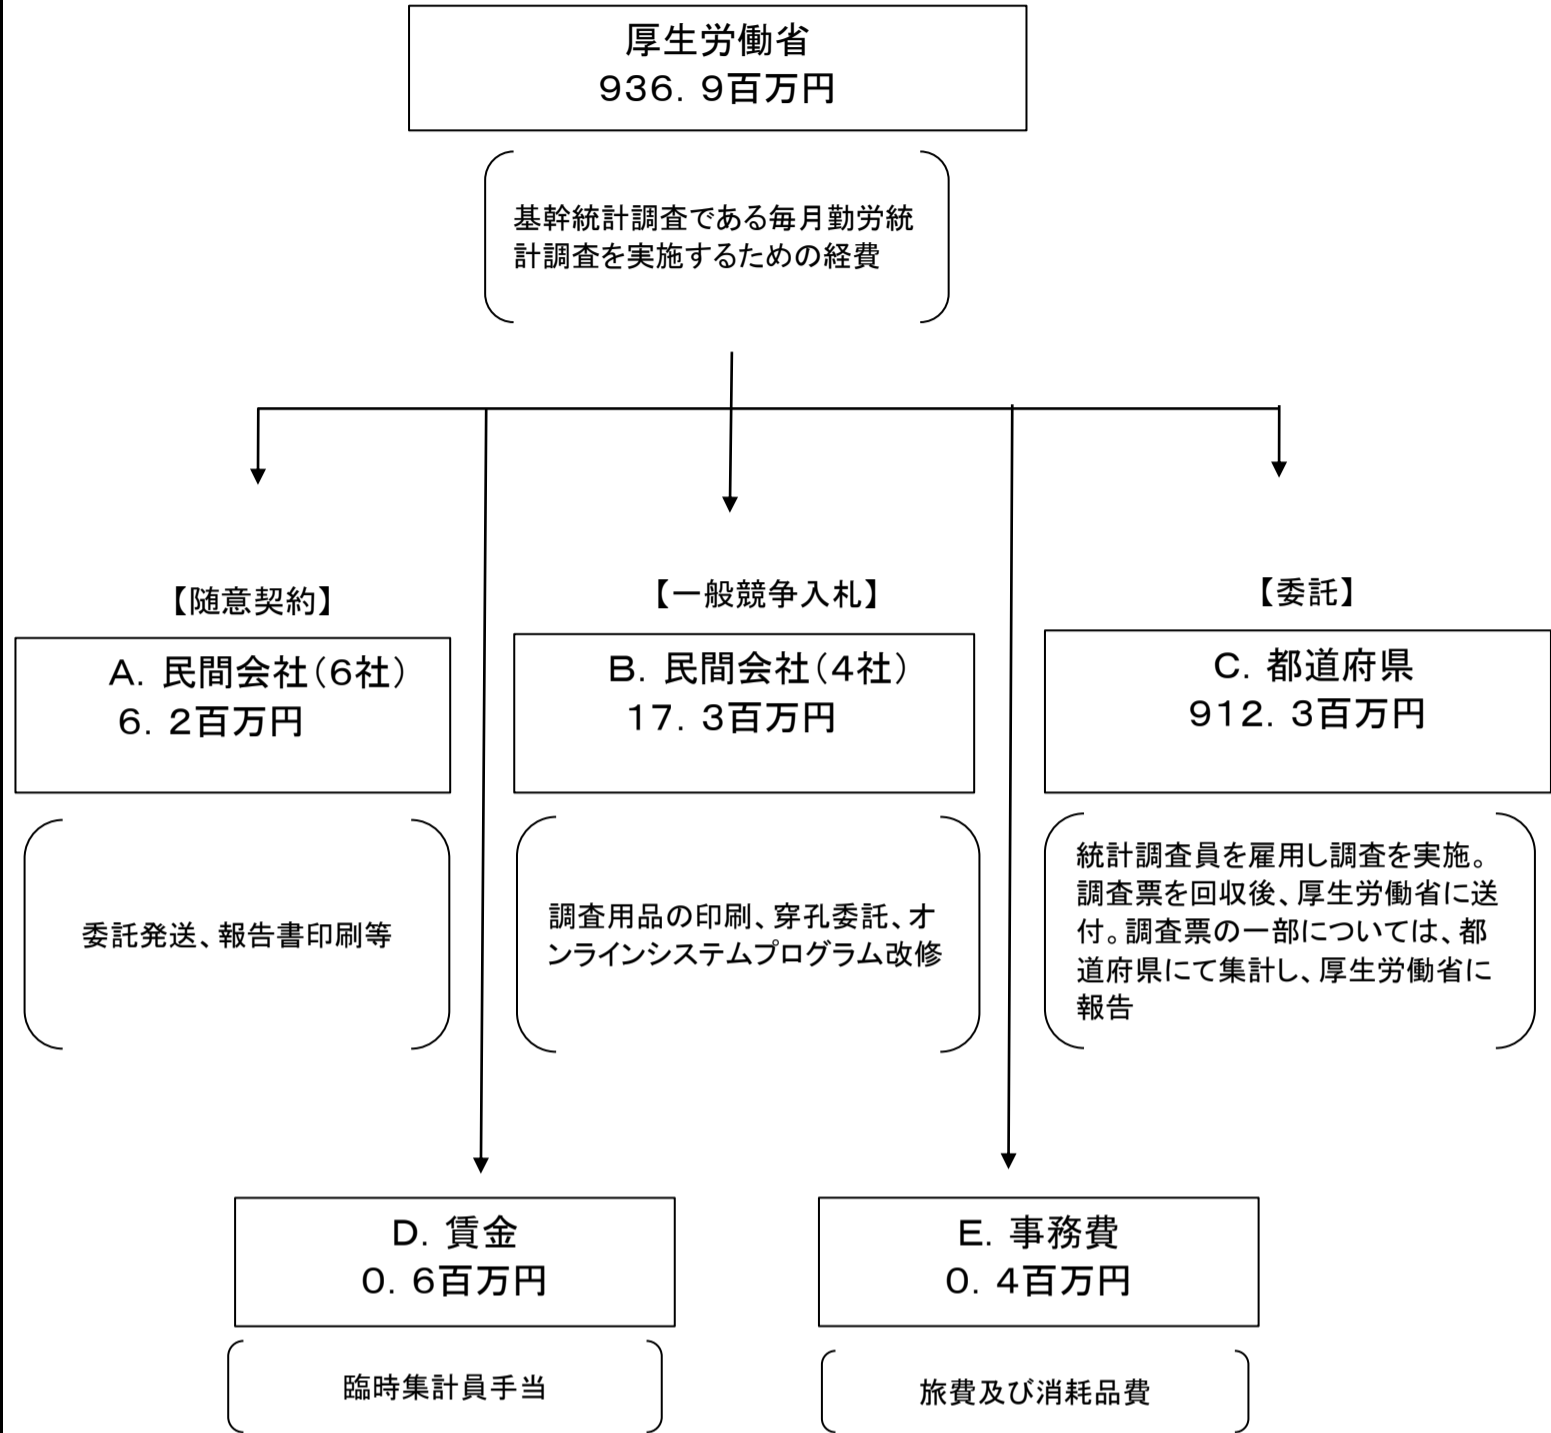 厚生労働省
936．9百万円
基幹統計調査である毎月勤労統
計調査を実施するための経費
【随意契約】
A．民間会社（6社）
6．2百万円
委託発送、報告書印刷等
【一般競争入札】
B．民間会社（4社）
17．3百万円
調査用品の印刷、穿孔委託、オ
ンラインシステムプログラム改修
【委託】
C．都道府県
912．3百万円
統計調査員を雇用し調査を実施。
調査票を回収後、厚生労働省に送
付。調査票の一部については、都
道府県にて集計し、厚生労働省に
報告
D．賃金
0．6百万円
臨時集計員手当
E．事務費
0．4百万円
旅費及び消耗品費